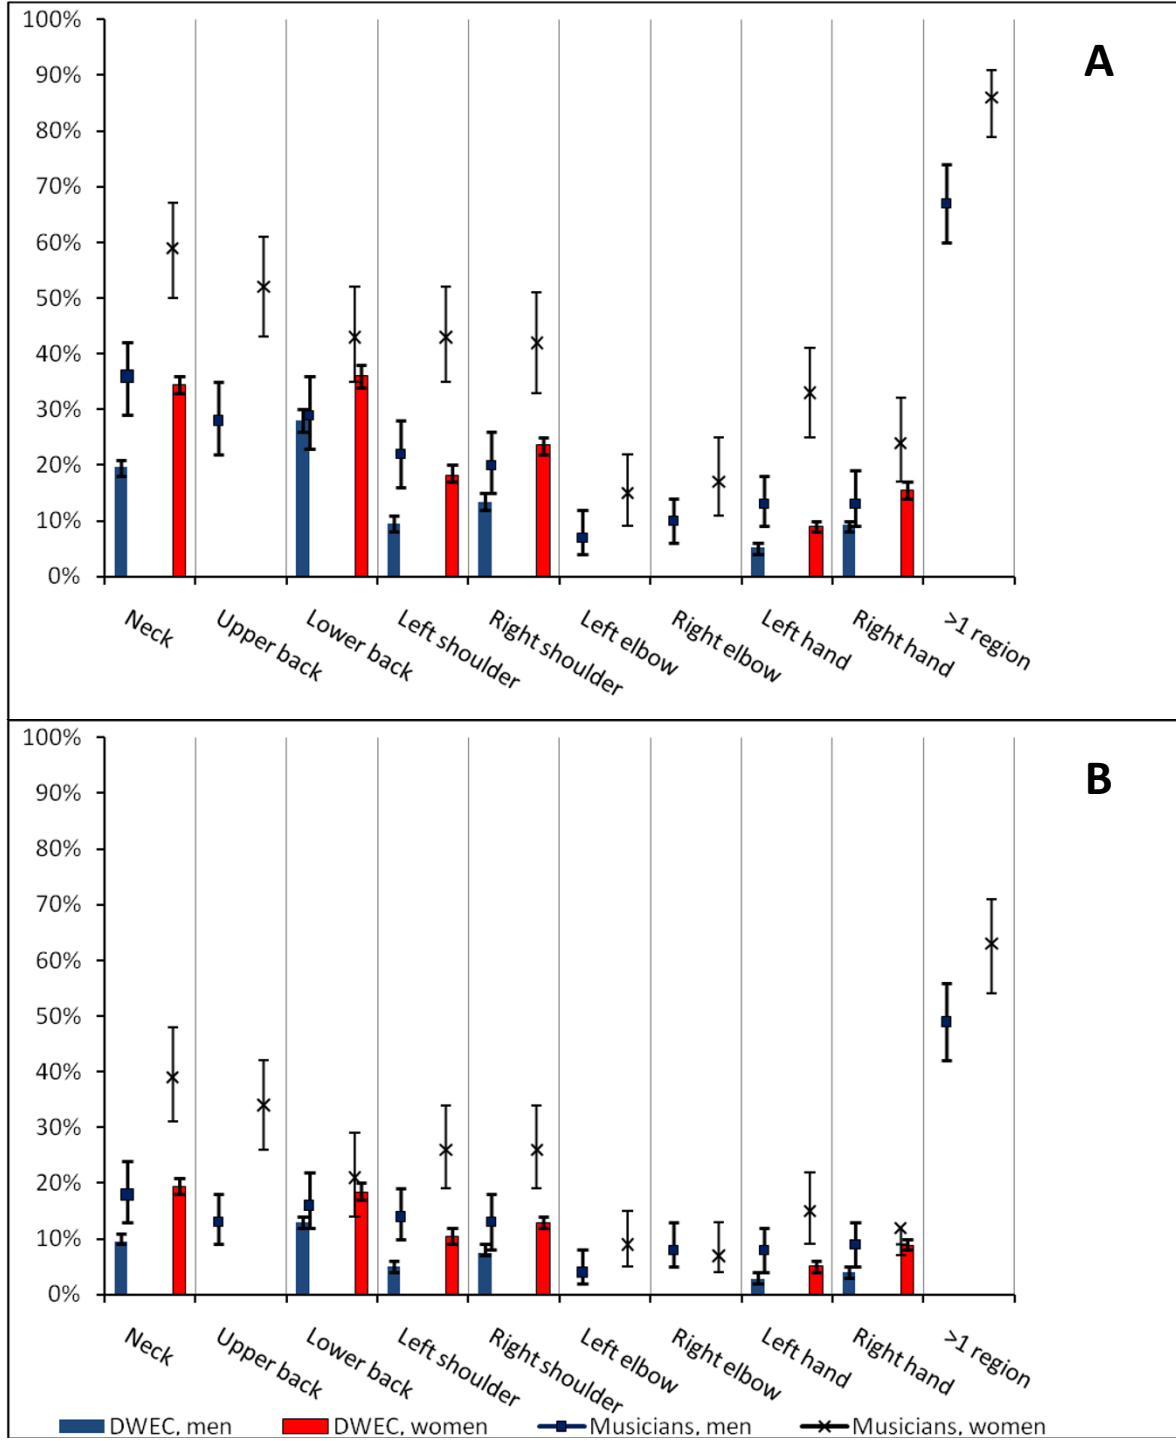 A
100%
90%
80%
70%
60%
50%
40%
30%
20%
10%
0%
Neck
Upper back
Lower back
Left shoulder
Right shoulder
Left elbow
Right elbow
Left hand
Right hand
>1 region
B
100%
90%
80%
70%
60%
50%
40%
30%
20%
10%
0%
Neck
Upper back
Lower back
Left shoulder
Right shoulder
Left elbow
Right elbow
Left hand
Right hand
>1 region
DWEC, men DWEC, women Musicians, men Musicians, women